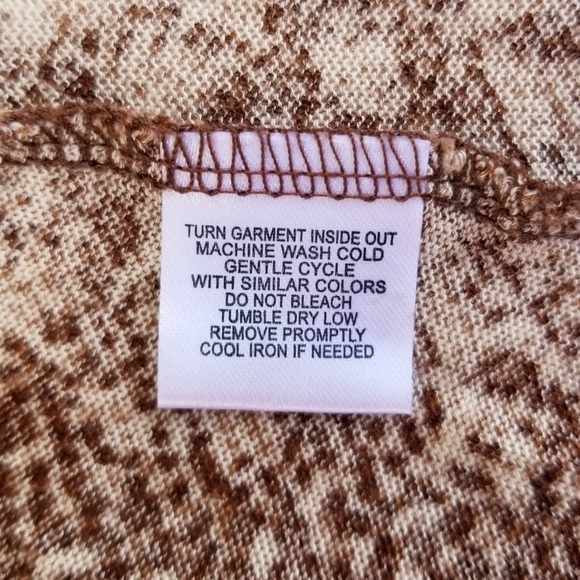 TURN GARMENT INSIDE OUT
MACHINE WASH COLD
GENTLE CYCLE
WITH SIMILAR COLORS
DO NOT BLEACH
TUMBLE DRY LOW
REMOVE PROMPTLY
COOL IRON IF NEEDED